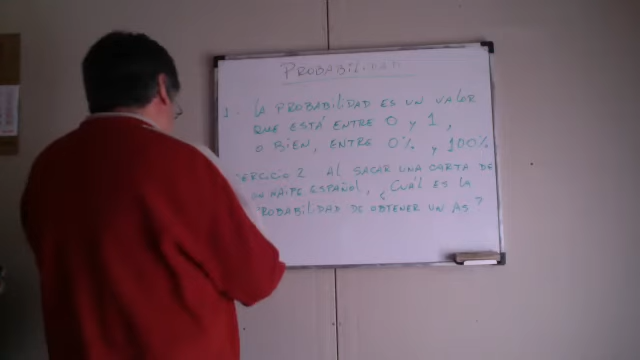 PROBABILIDAD
1. LA PROBABILIDAD ES UN VALOR
QUE ESTÁ ENTRE 0 Y 1,
O BIEN, ENTRE 0% Y 100%
EJERCICIO 2 AL SACAR UNA CARTA DE
UN NAIPE ESPAÑOL, ¿CUÁL ES LA
PROBABILIDAD DE OBTENER UN AS?